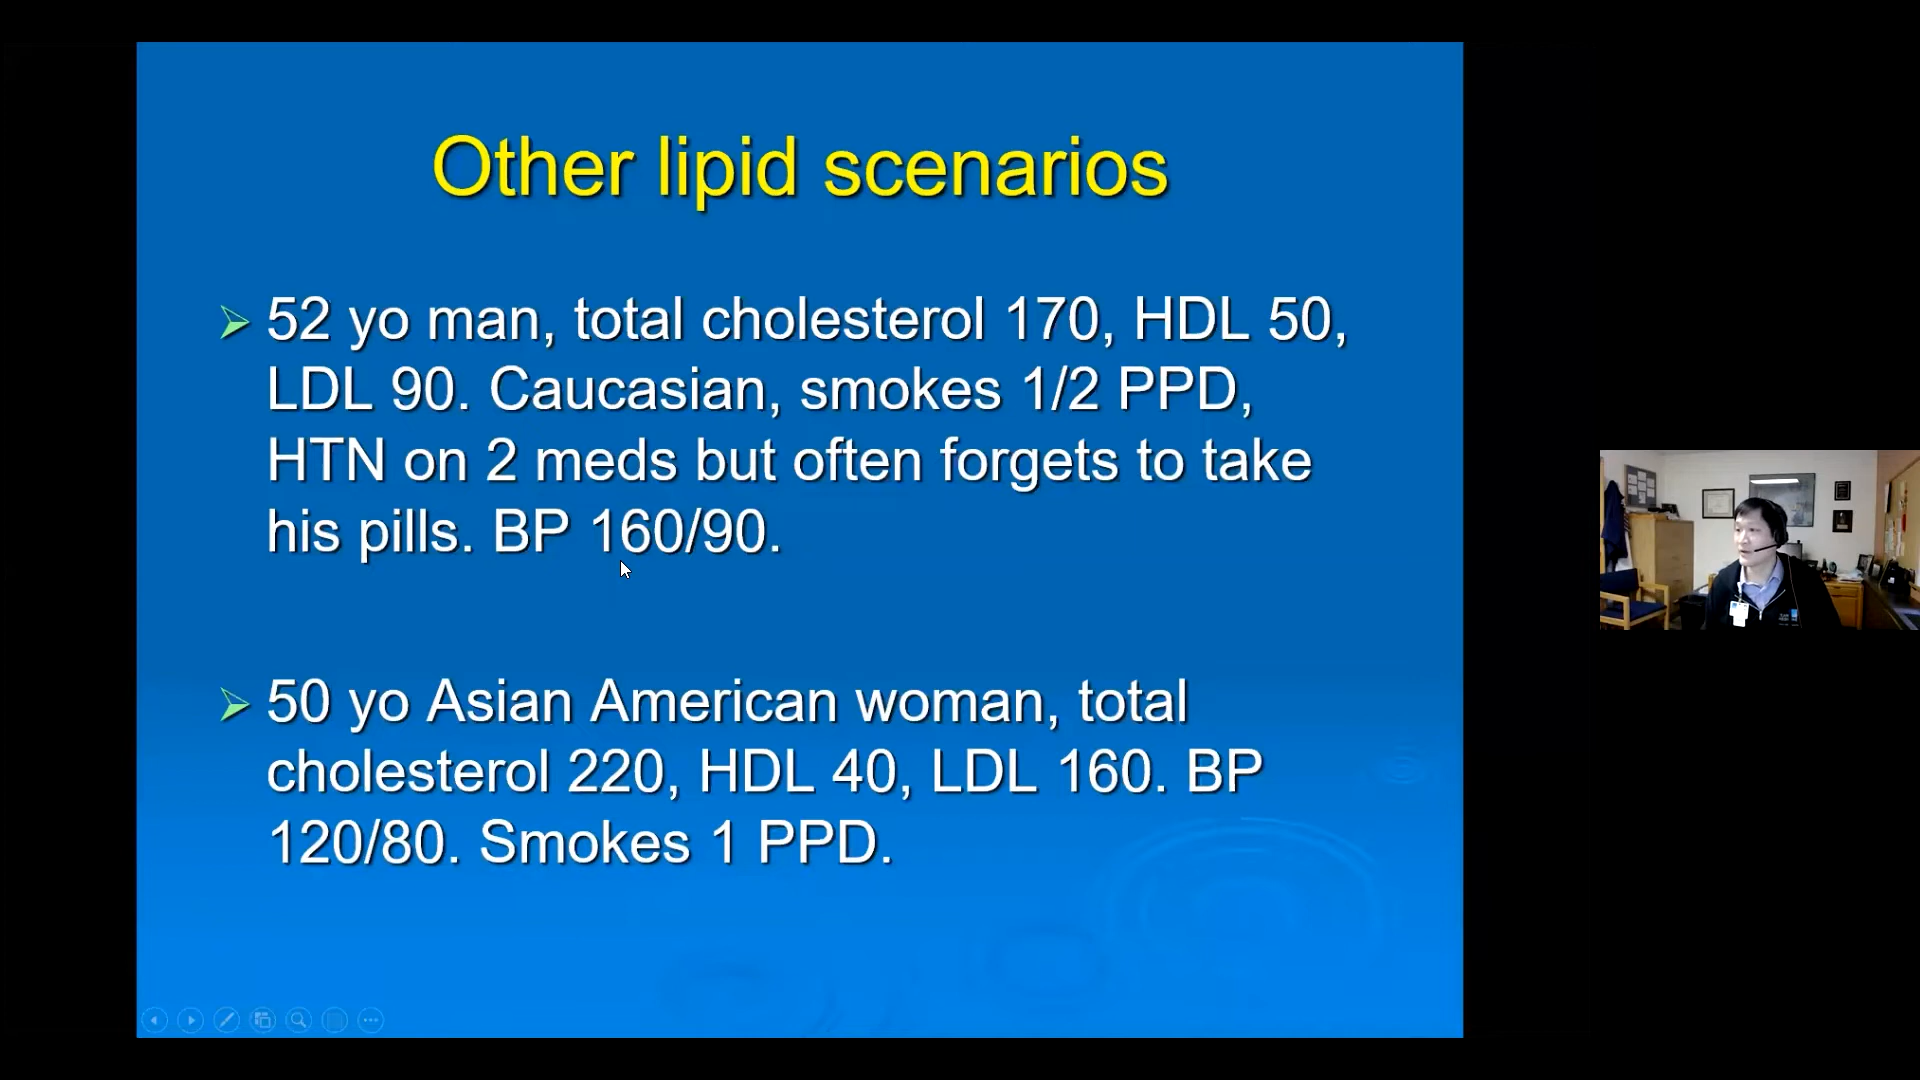 Other lipid scenarios
52 yo man, total cholesterol 170, HDL 50,
LDL 90. Caucasian, smokes 1/2 PPD,
HTN on 2 meds but often forgets to take
his pills. BP 160/90.
50 yo Asian American woman, total
cholesterol 220, HDL 40, LDL 160. BP
120/80. Smokes 1 PPD.